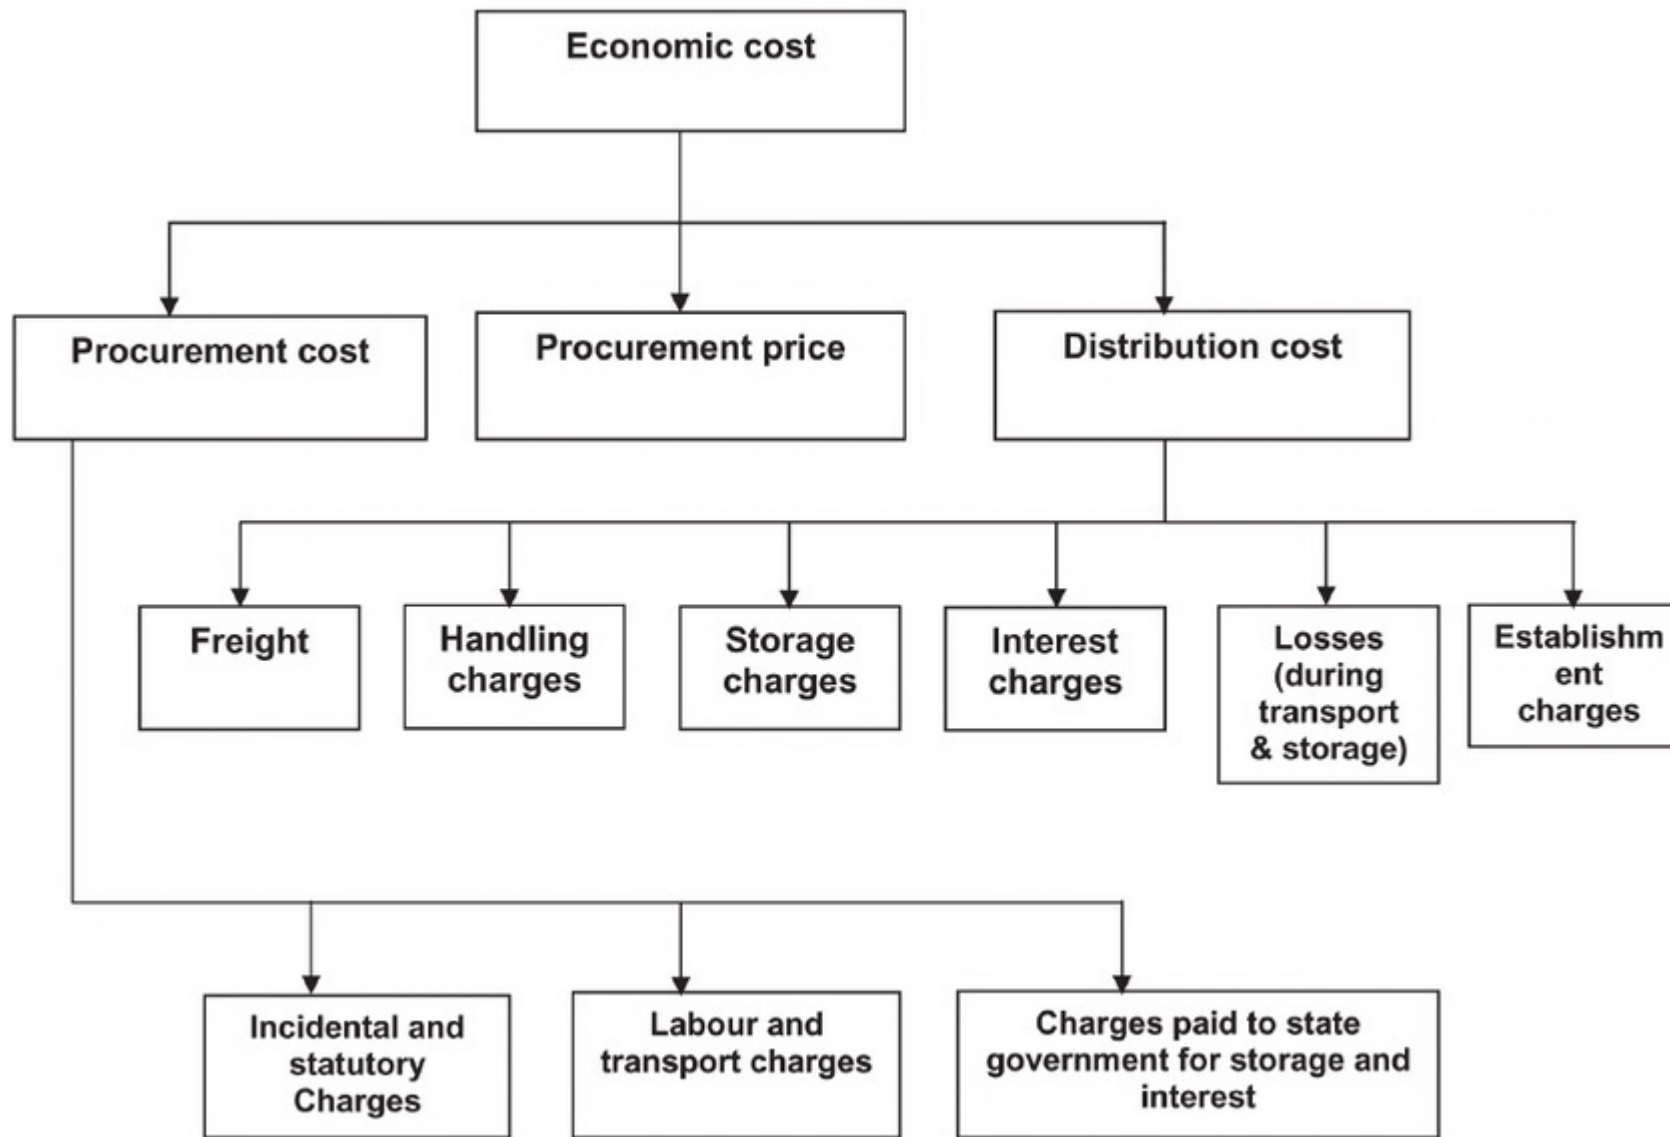 Economic cost
Procurement cost
Procurement price
Distribution cost
Freight
Handling
charges
Storage
charges
Interest
charges
Losses
(during
transport
& storage)
Establishm
ent
charges
Incidental and
statutory
Charges
Labour and
transport charges
Charges paid to state
government for storage and
interest